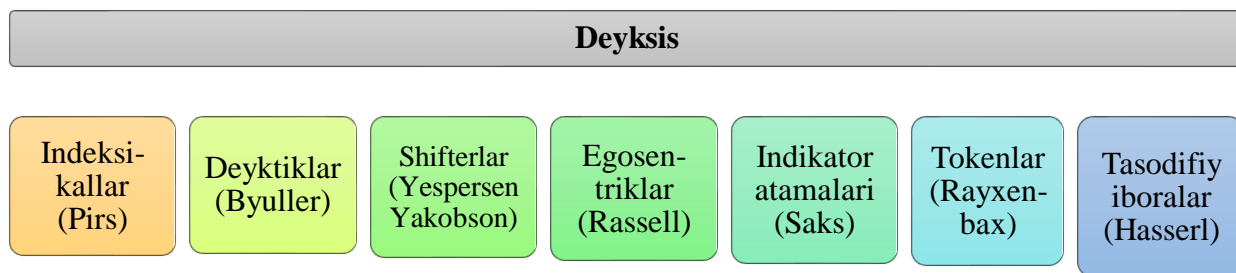 Deyksis
Indeksi-
kallar
(Pirs)
Deyktiklar
(Byuller)
Shifterlar
(Yespersen
Yakobson)
Egosen-
triklar
(Rassell)
Indikator
atamalari
(Saks)
Tokenlar
(Rayxen-
bax)
Tasodifiy
iboralar
(Hasserl)